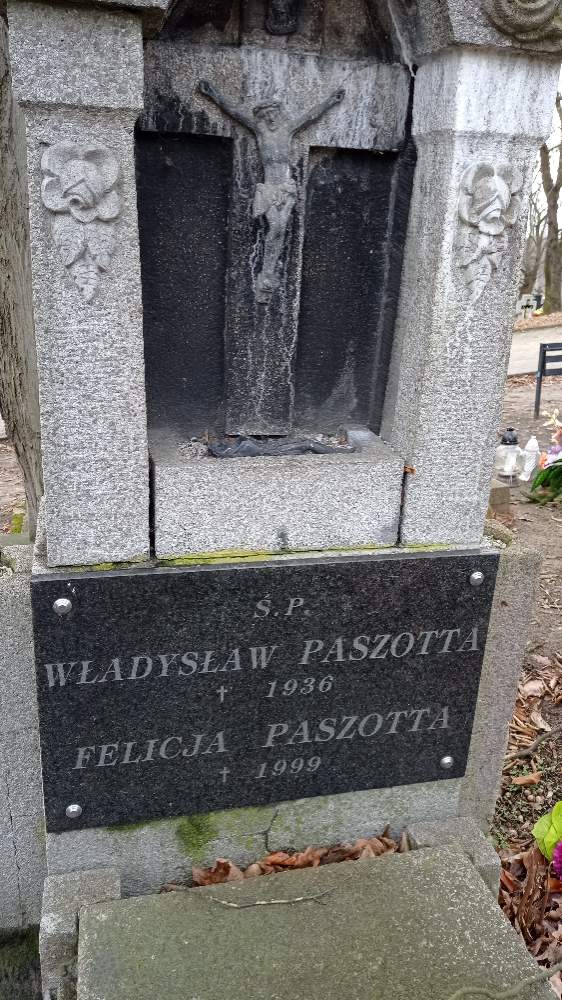 Ś.P.
WŁADYSŁAW PASZOTTA
† 1936
FELICJA PASZOTTA
† 1999